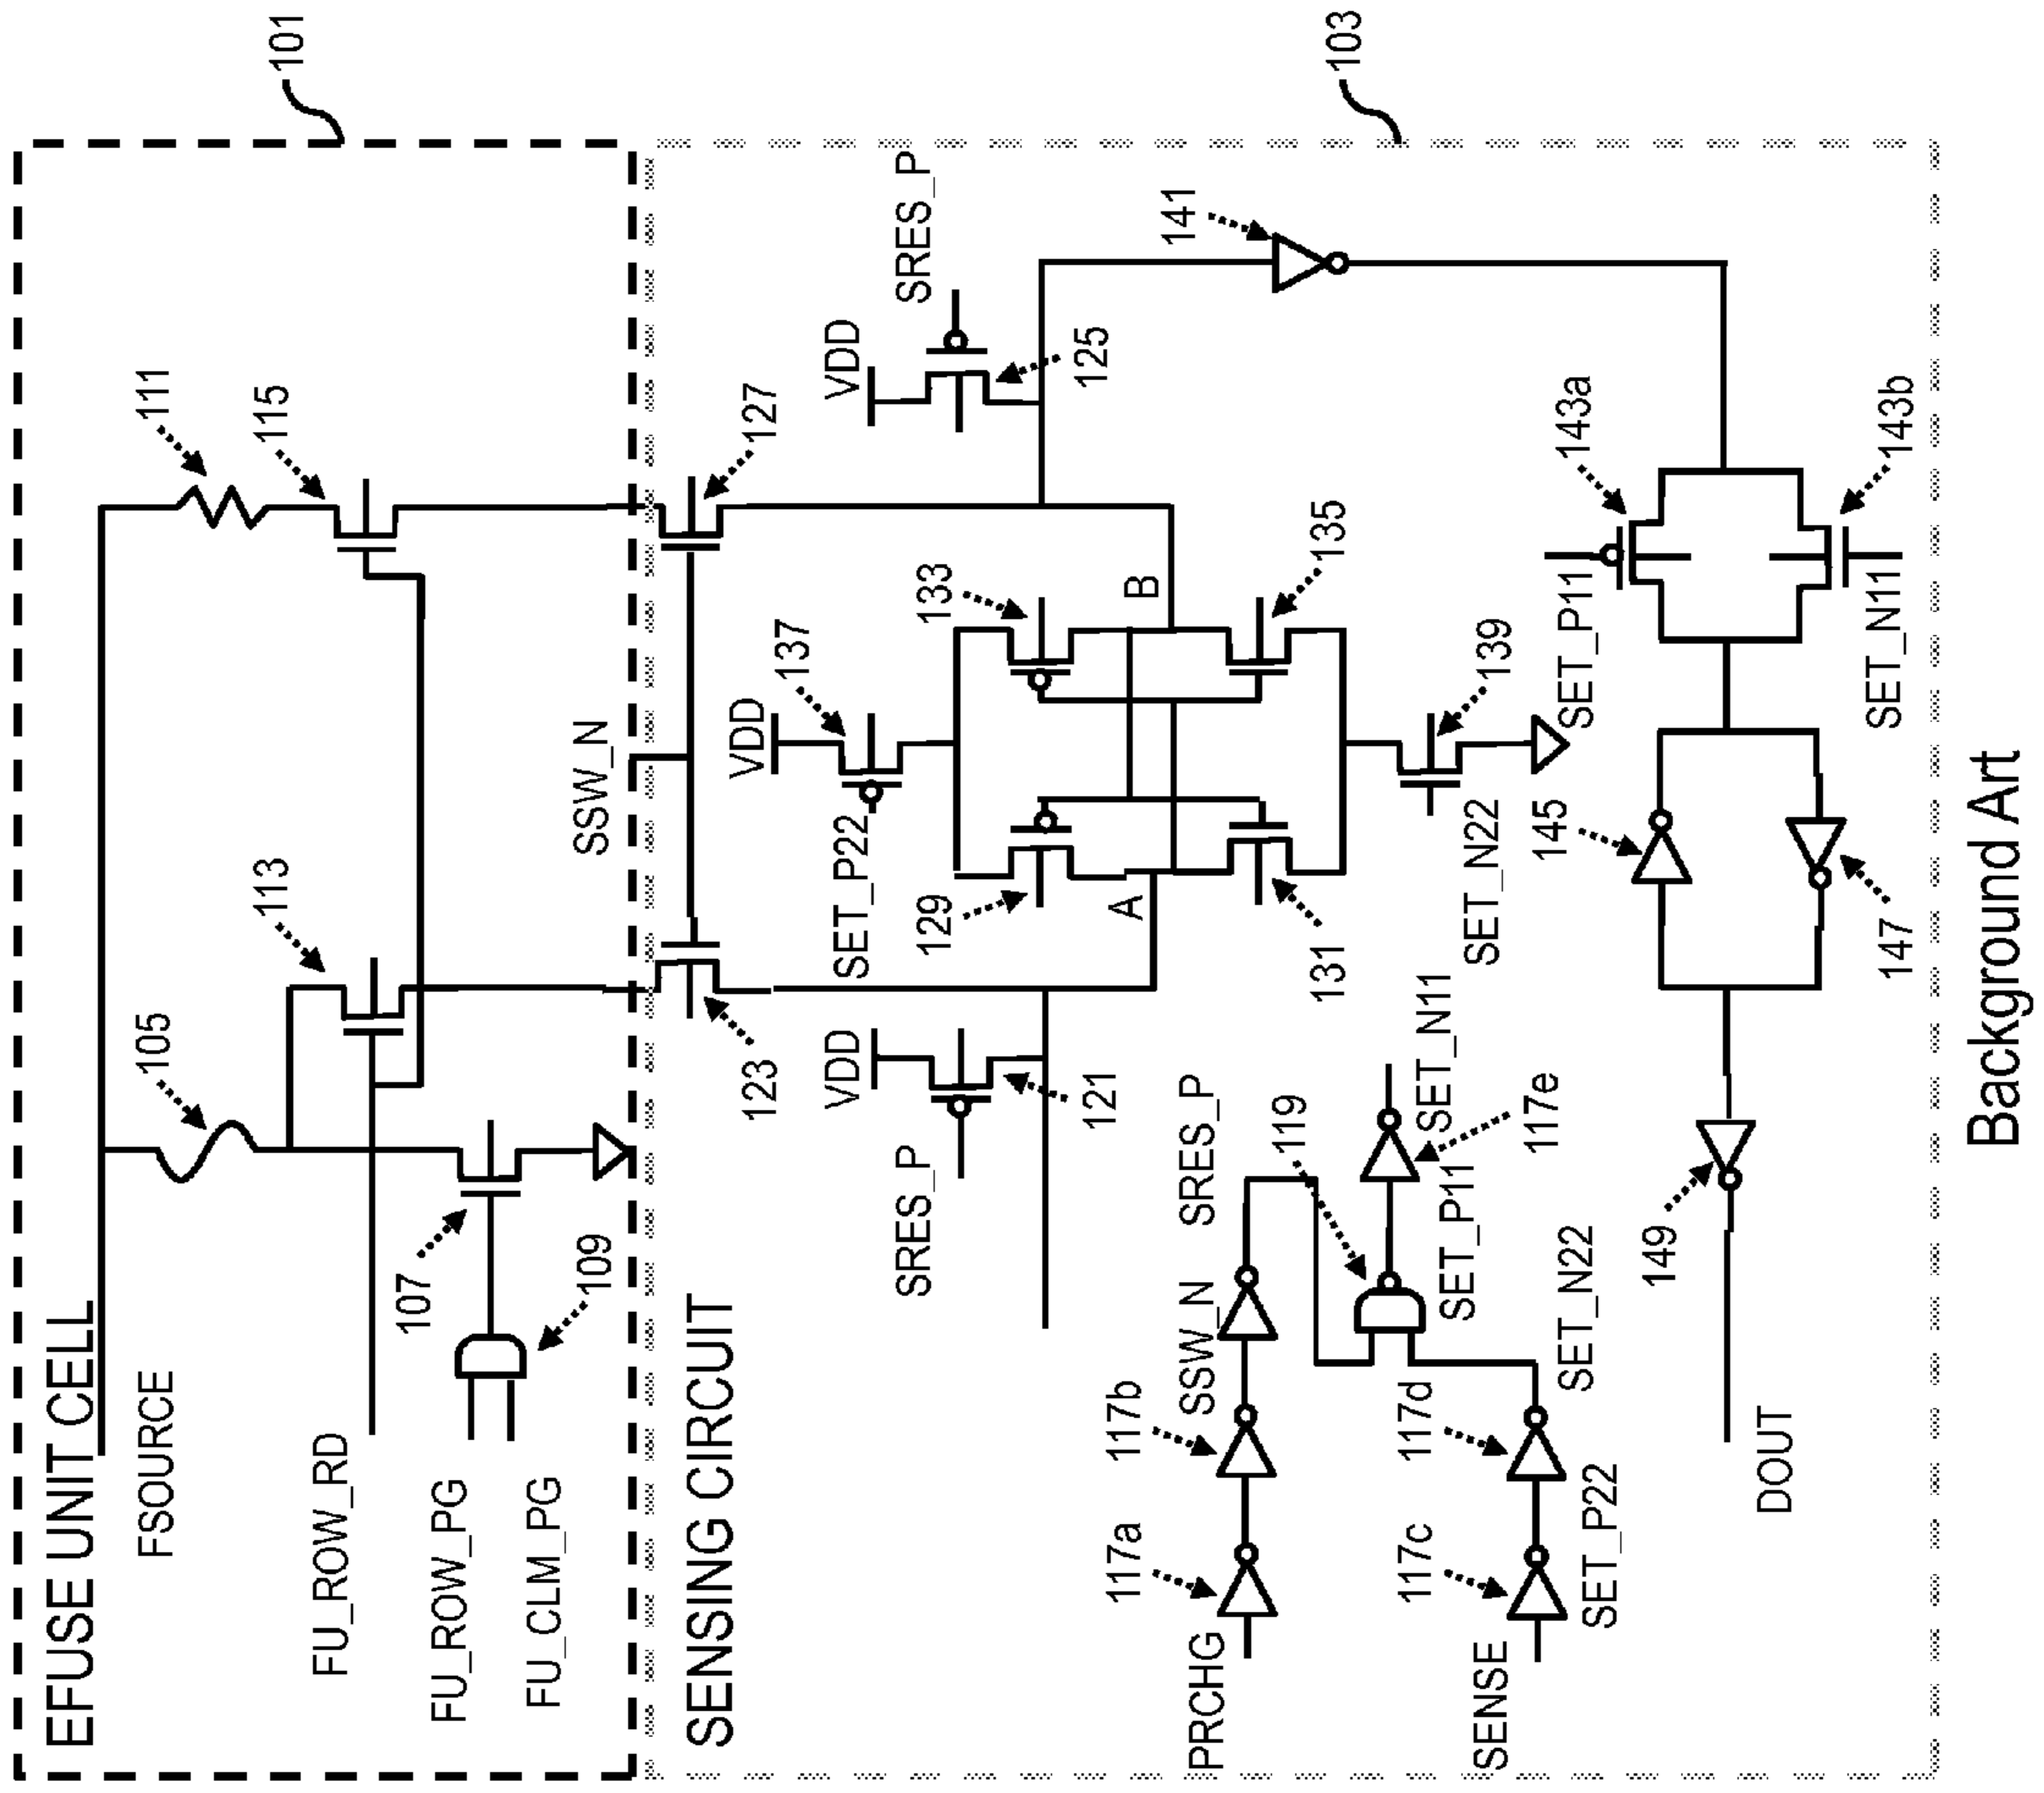 EFUSE UNIT CELL
101
FSOURCE
105
111
113
115
FU_ROW_RD
FU_ROW_PG
FU_CLM_PG
107
109
SSW_N
SENSING CIRCUIT
103
123
127
VDD
SRES_P
121
VDD
SET_P22
137
VDD
SRES_P
125
129
133
A
B
131
135
SET_N22
139
141
PRCHG
117a
117b
SSW_N
SRES_P
119
SET_N11
SET_P11
117e
SENSE
117c
SET_P22
117d
SET_N22
SET_P11
143a
SET_N11
143b
145
147
149
DOUT
Background Art